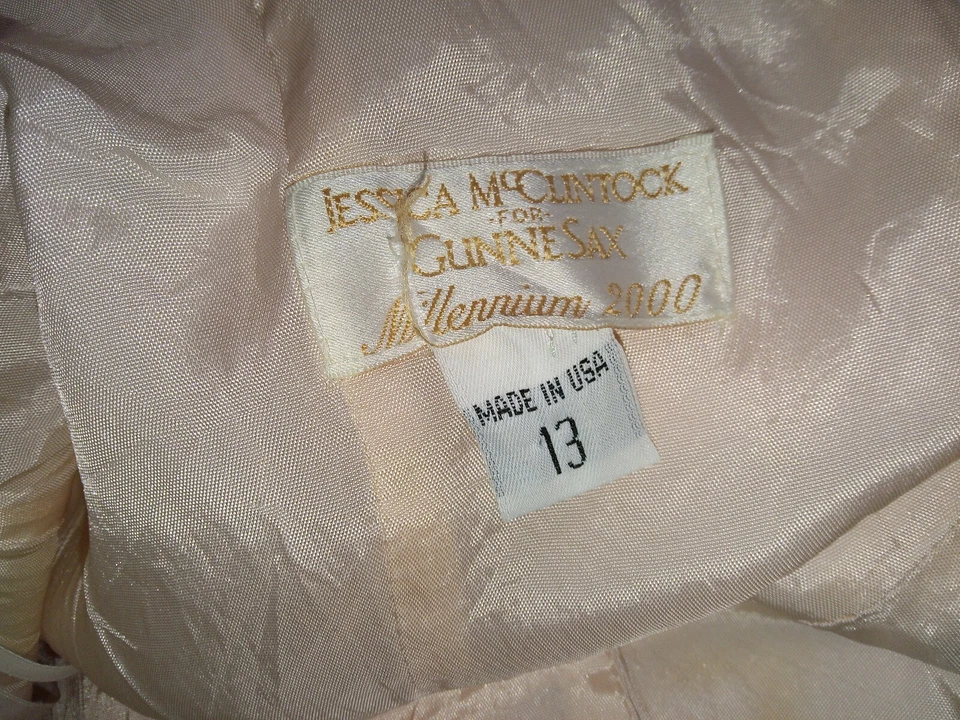 JESSICA McCLINTOCK
-FOR-
GUNNE SAX
Millennium 2000
MADE IN USA
13